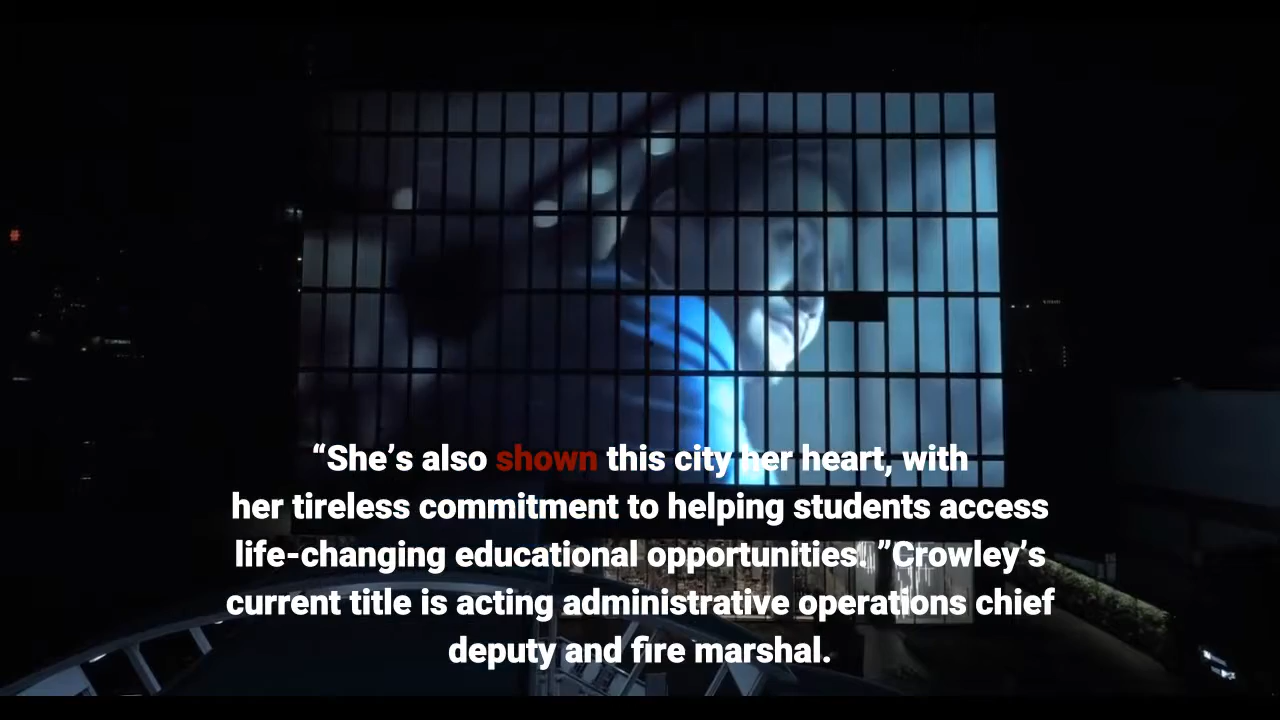 “She’s also shown this city her heart, with
her tireless commitment to helping students access
life-changing educational opportunities. ”Crowley’s
current title is acting administrative operations chief
deputy and fire marshal.